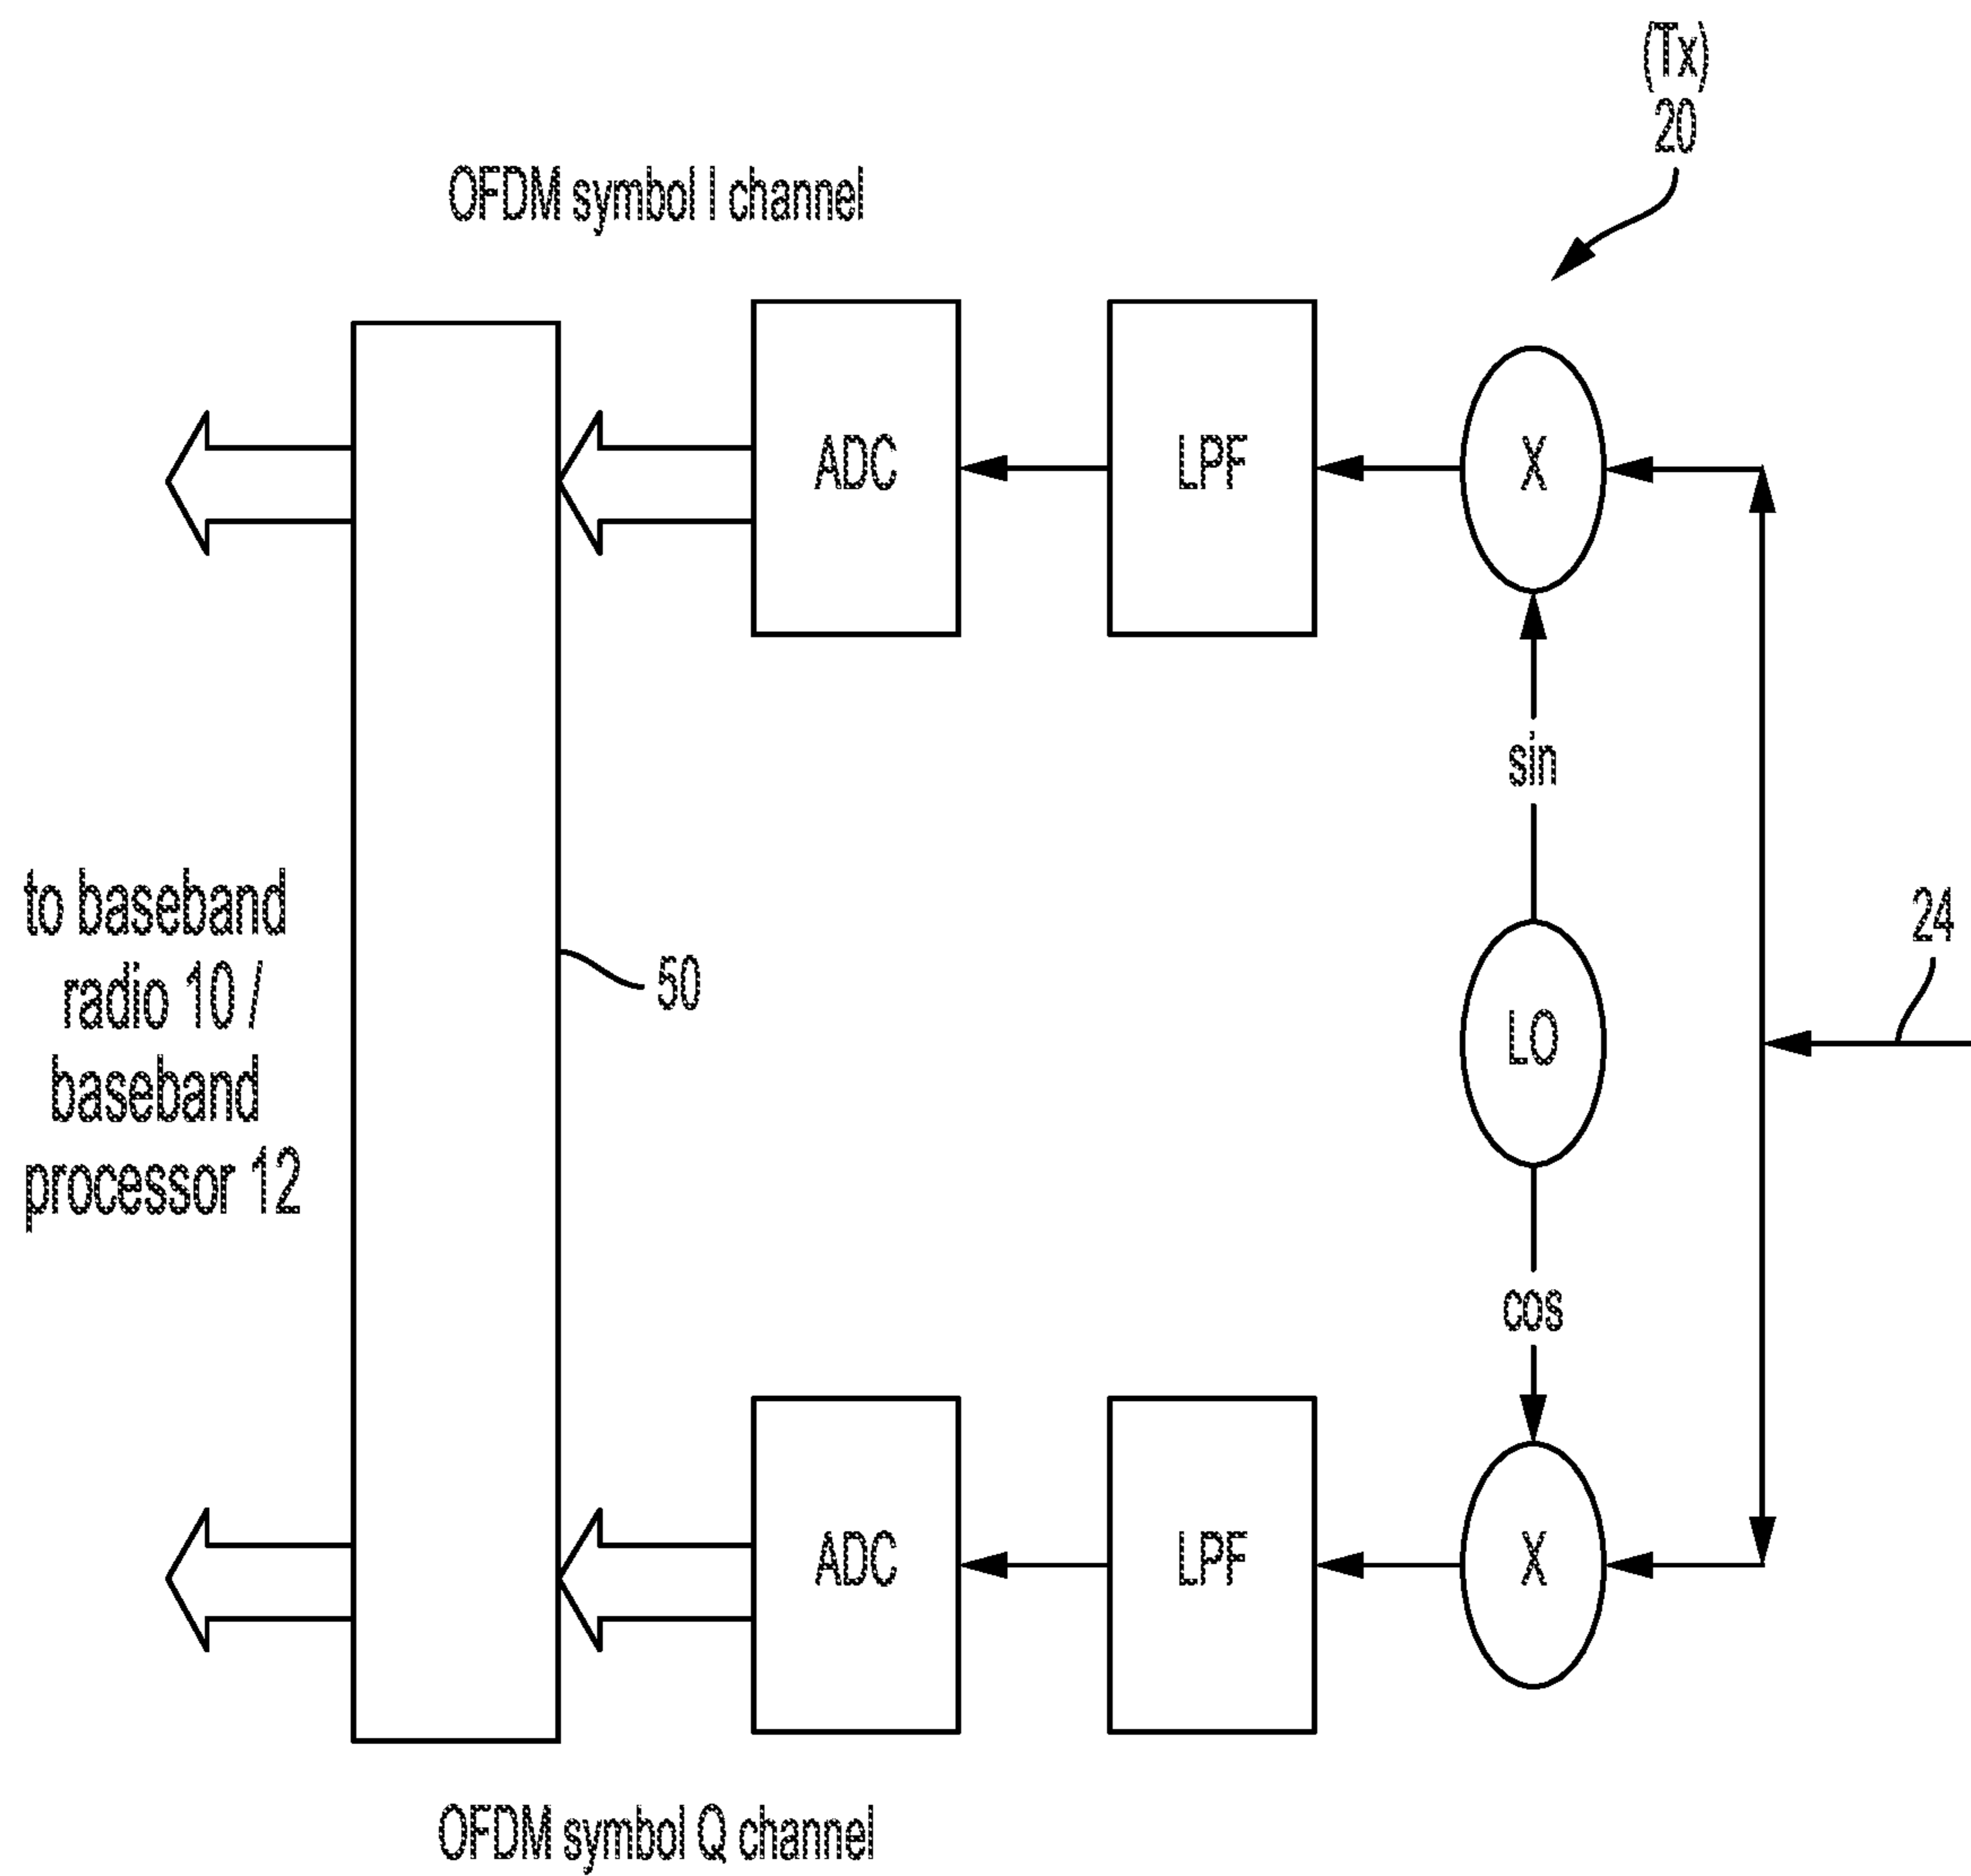 (Tx)
20
OFDM symbol I channel
ADC
LPF
X
sin
to baseband
radio 10 /
baseband
processor 12
50
LO
24
cos
ADC
LPF
X
OFDM symbol Q channel